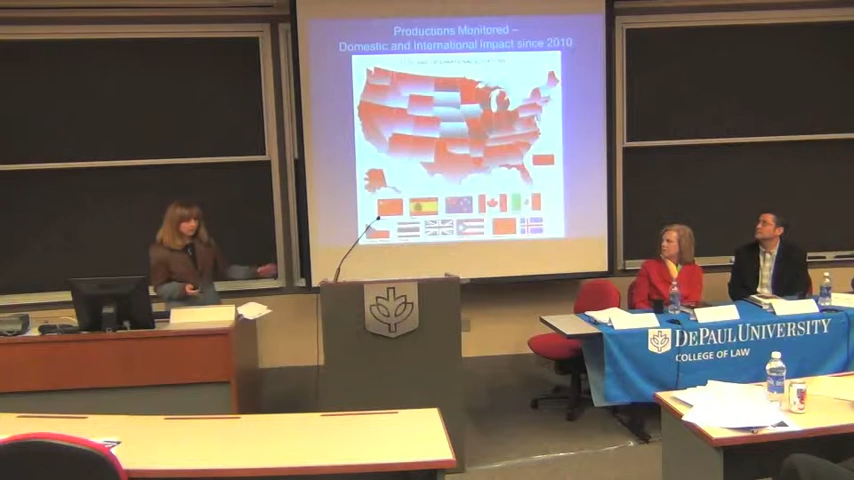 Productions Monitored –
Domestic and International Impact since 2010
DEPAUL UNIVERSITY
COLLEGE OF LAW